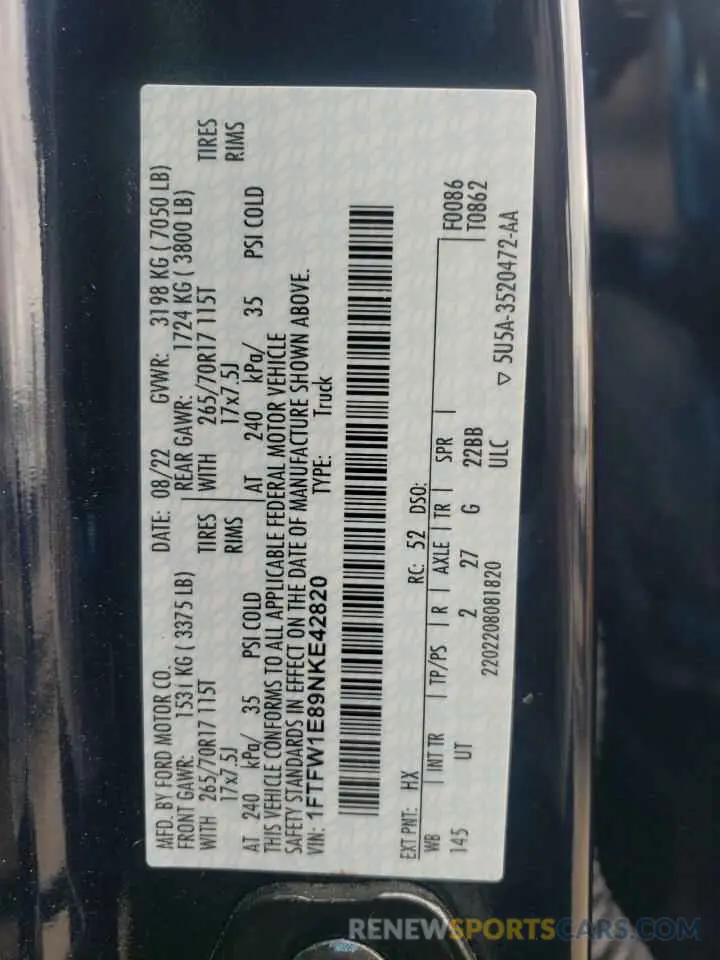 MFD. BY FORD MOTOR CO. DATE: 08/22 GVWR: 3198 KG ( 7050 LB)
FRONT GAWR: 1531 KG ( 3375 LB) REAR GAWR: 1724 KG ( 3800 LB)
WITH 265/70R17 115T TIRES WITH 265/70R17 115T TIRES
17x7.5J RIMS 17x7.5J RIMS
AT 240 kPa/ 35 PSI COLD AT 240 kPa/ 35 PSI COLD
THIS VEHICLE CONFORMS TO ALL APPLICABLE FEDERAL MOTOR VEHICLE
SAFETY STANDARDS IN EFFECT ON THE DATE OF MANUFACTURE SHOWN ABOVE.
VIN: 1FTFW1E89NKE42820 TYPE: Truck
EXT PNT: HX RC: 52 DSO:
WB | INT TR | TP/PS | R | AXLE | TR | SPR | F0086
145 UT 2 27 G 22BB T0862
2202208081820 ULC
▽ 5U5A-3520472-AA
RENEWSPORTSCARS.COM